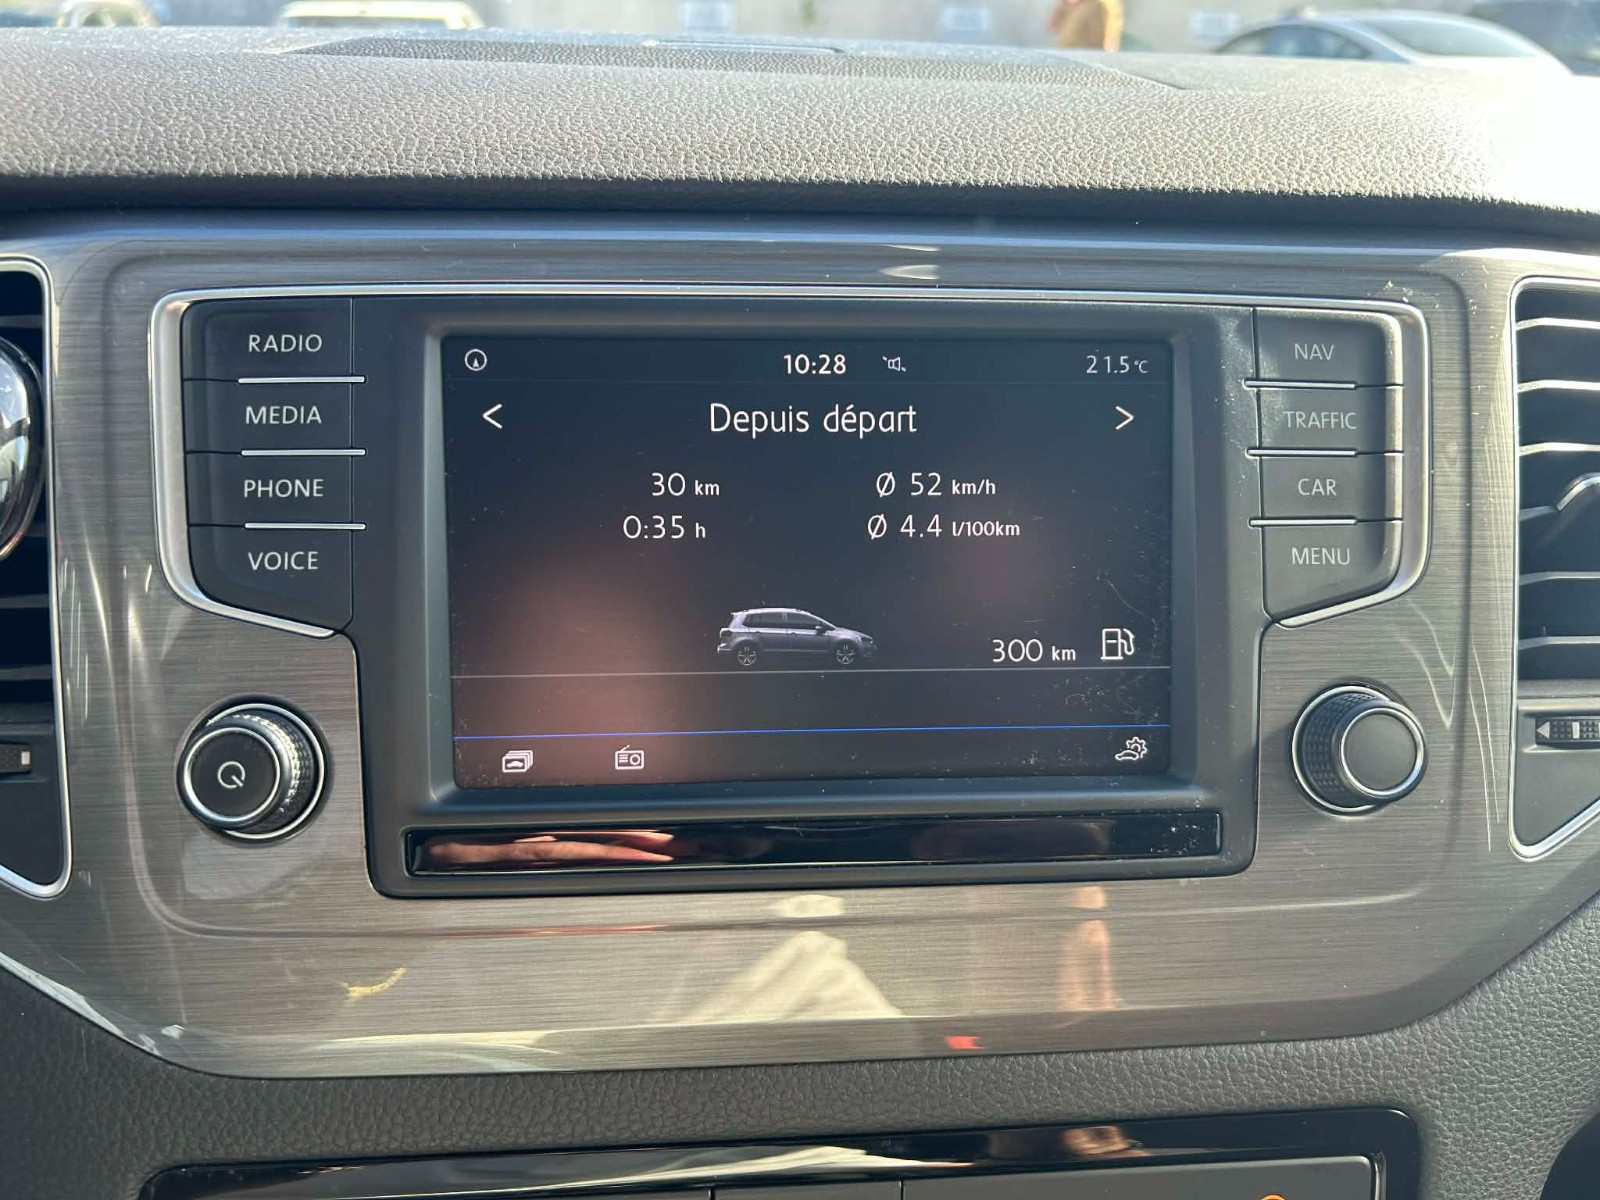 RADIO
MEDIA
PHONE
VOICE
10:28
21.5 °C
< Depuis départ >
30 km
Ø 52 km/h
0:35 h
Ø 4.4 l/100km
300 km
NAV
TRAFFIC
CAR
MENU